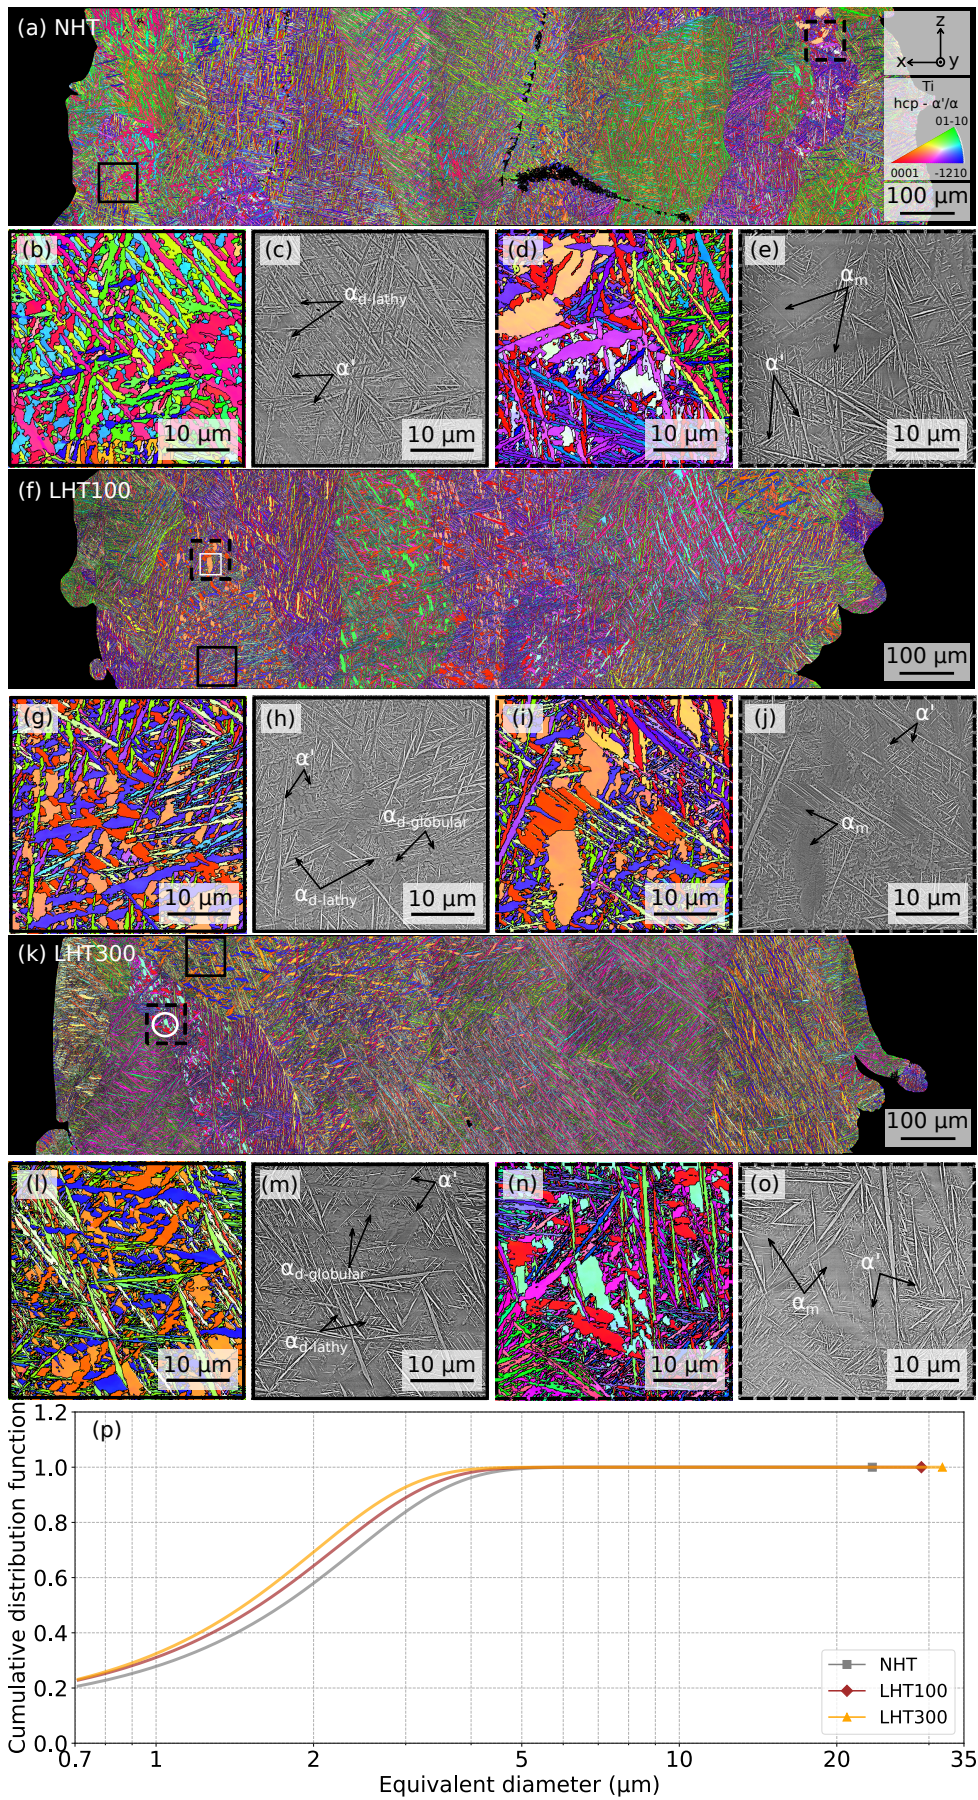 (a) NHT
z
x y
Ti
hcp - α'/α
01-10
0001 -1210
100 μm
(b) (c) (d) (e)
αd-lathy
α'
αm
α'
10 μm 10 μm 10 μm 10 μm
(f) LHT100
100 μm
(g) (h) (i) (j)
α'
αd-globular
αd-lathy
α'
αm
10 μm 10 μm 10 μm 10 μm
(k) LHT300
100 μm
(l) (m) (n) (o)
α'
αd-globular
αd-lathy
α'
αm
10 μm 10 μm 10 μm 10 μm
(p)
Cumulative distribution function
1.2
1.0
0.8
0.6
0.4
0.2
0.0
NHT
LHT100
LHT300
0.7 1 2 5 10 20 35
Equivalent diameter (μm)